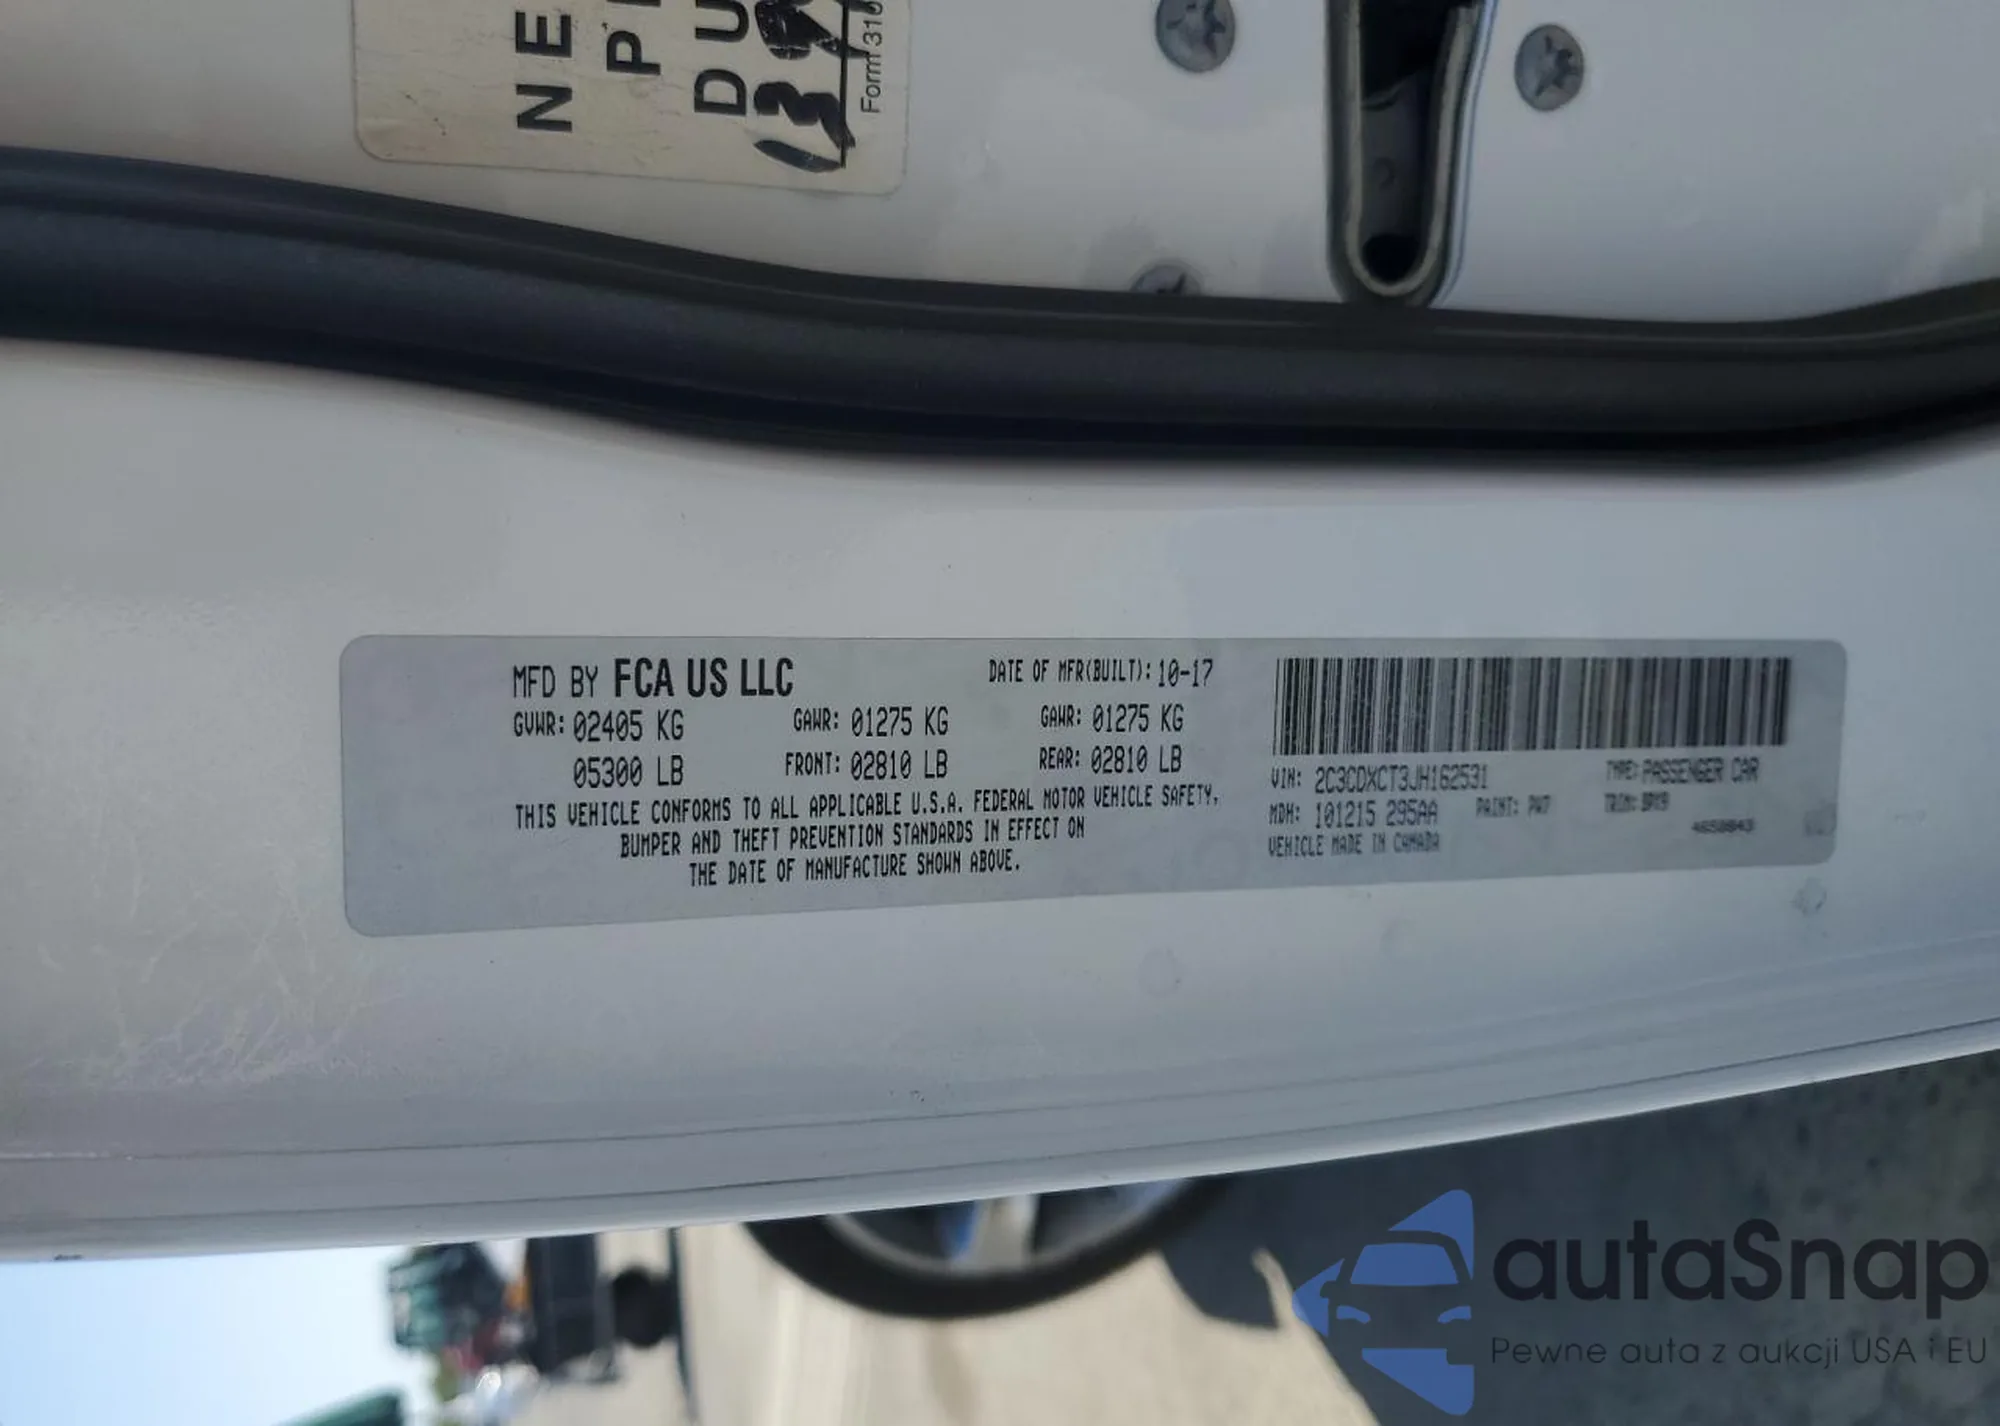 NE
P
DU
Form 310
MFD BY FCA US LLC
DATE OF MFR(BUILT): 10-17
GVWR: 02405 KG
GAWR: 01275 KG
GAWR: 01275 KG
05300 LB
FRONT: 02810 LB
REAR: 02810 LB
THIS VEHICLE CONFORMS TO ALL APPLICABLE U.S.A. FEDERAL MOTOR VEHICLE SAFETY,
BUMPER AND THEFT PREVENTION STANDARDS IN EFFECT ON
THE DATE OF MANUFACTURE SHOWN ABOVE.
VIN: 2C3CDXCT3JH162531
TYPE: PASSENGER CAR
MDH: 101215 295AA
PAINT: PW7
TRIM:
VEHICLE MADE IN CANADA
autaSnap
Pewne auta z aukcji USA i EU